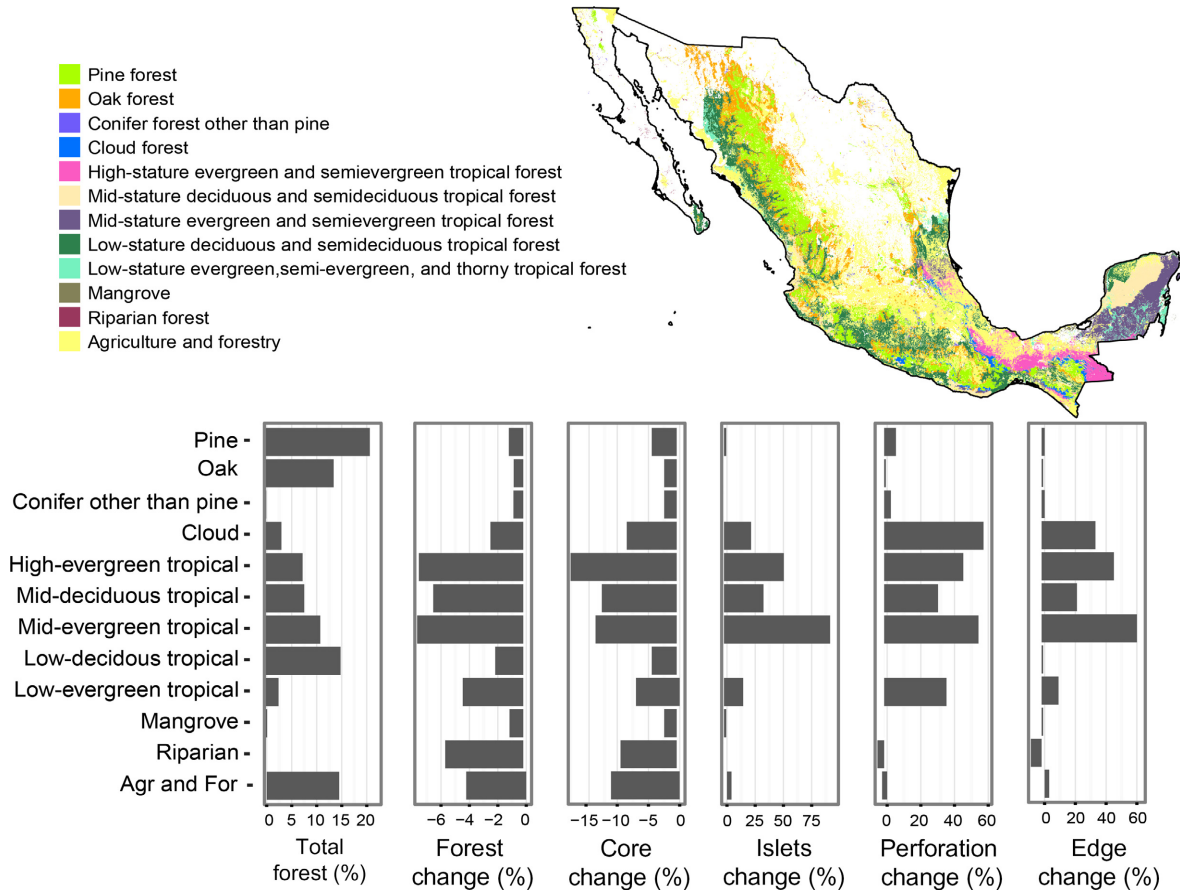 Pine forest
Oak forest
Conifer forest other than pine
Cloud forest
High-stature evergreen and semievergreen tropical forest
Mid-stature deciduous and semideciduous tropical forest
Mid-stature evergreen and semievergreen tropical forest
Low-stature deciduous and semideciduous tropical forest
Low-stature evergreen,semi-evergreen, and thorny tropical forest
Mangrove
Riparian forest
Agriculture and forestry
Pine
Oak
Conifer other than pine
Cloud
High-evergreen tropical
Mid-deciduous tropical
Mid-evergreen tropical
Low-decidous tropical
Low-evergreen tropical
Mangrove
Riparian
Agr and For
0 5 10 15 20
Total
forest (%)
−6 −4 −2 0
Forest
change (%)
−15 −10 −5 0
Core
change (%)
0 25 50 75
Islets
change (%)
0 20 40 60
Perforation
change (%)
0 20 40 60
Edge
change (%)